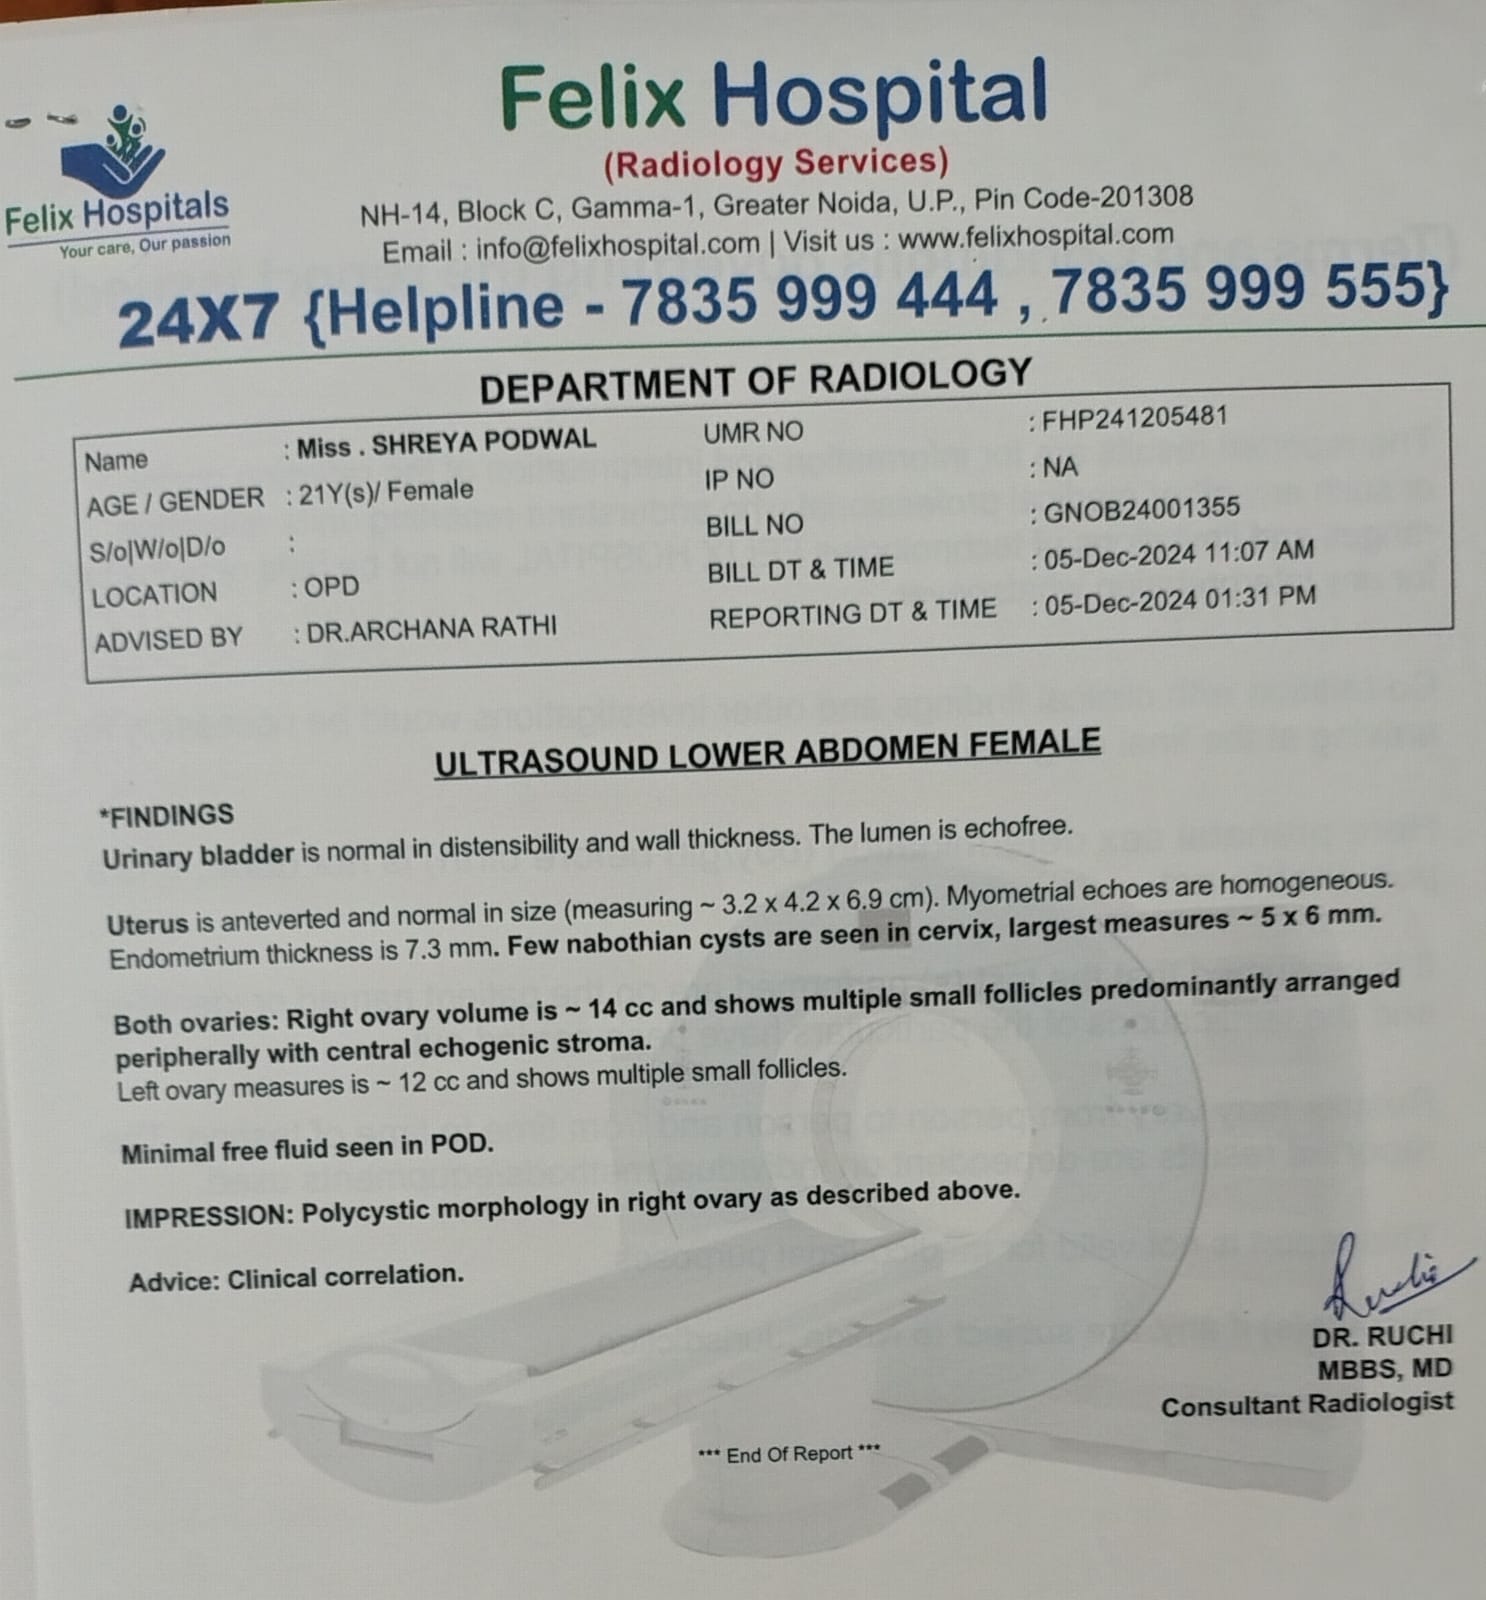 Felix Hospital
(Radiology Services)
Felix Hospitals
Your care, Our passion
NH-14, Block C, Gamma-1, Greater Noida, U.P., Pin Code-201308
Email : info@felixhospital.com | Visit us : www.felixhospital.com
24X7 {Helpline - 7835 999 444 , 7835 999 555}
DEPARTMENT OF RADIOLOGY
Name : Miss . SHREYA PODWAL UMR NO : FHP241205481
AGE / GENDER : 21Y(s)/ Female IP NO : NA
S/o|W/o|D/o : BILL NO : GNOB24001355
LOCATION : OPD BILL DT & TIME : 05-Dec-2024 11:07 AM
ADVISED BY : DR.ARCHANA RATHI REPORTING DT & TIME : 05-Dec-2024 01:31 PM
ULTRASOUND LOWER ABDOMEN FEMALE
*FINDINGS
Urinary bladder is normal in distensibility and wall thickness. The lumen is echofree.
Uterus is anteverted and normal in size (measuring ~ 3.2 x 4.2 x 6.9 cm). Myometrial echoes are homogeneous.
Endometrium thickness is 7.3 mm. Few nabothian cysts are seen in cervix, largest measures ~ 5 x 6 mm.
Both ovaries: Right ovary volume is ~ 14 cc and shows multiple small follicles predominantly arranged
peripherally with central echogenic stroma.
Left ovary measures is ~ 12 cc and shows multiple small follicles.
Minimal free fluid seen in POD.
IMPRESSION: Polycystic morphology in right ovary as described above.
Advice: Clinical correlation.
Ruchi
DR. RUCHI
MBBS, MD
Consultant Radiologist
*** End Of Report ***